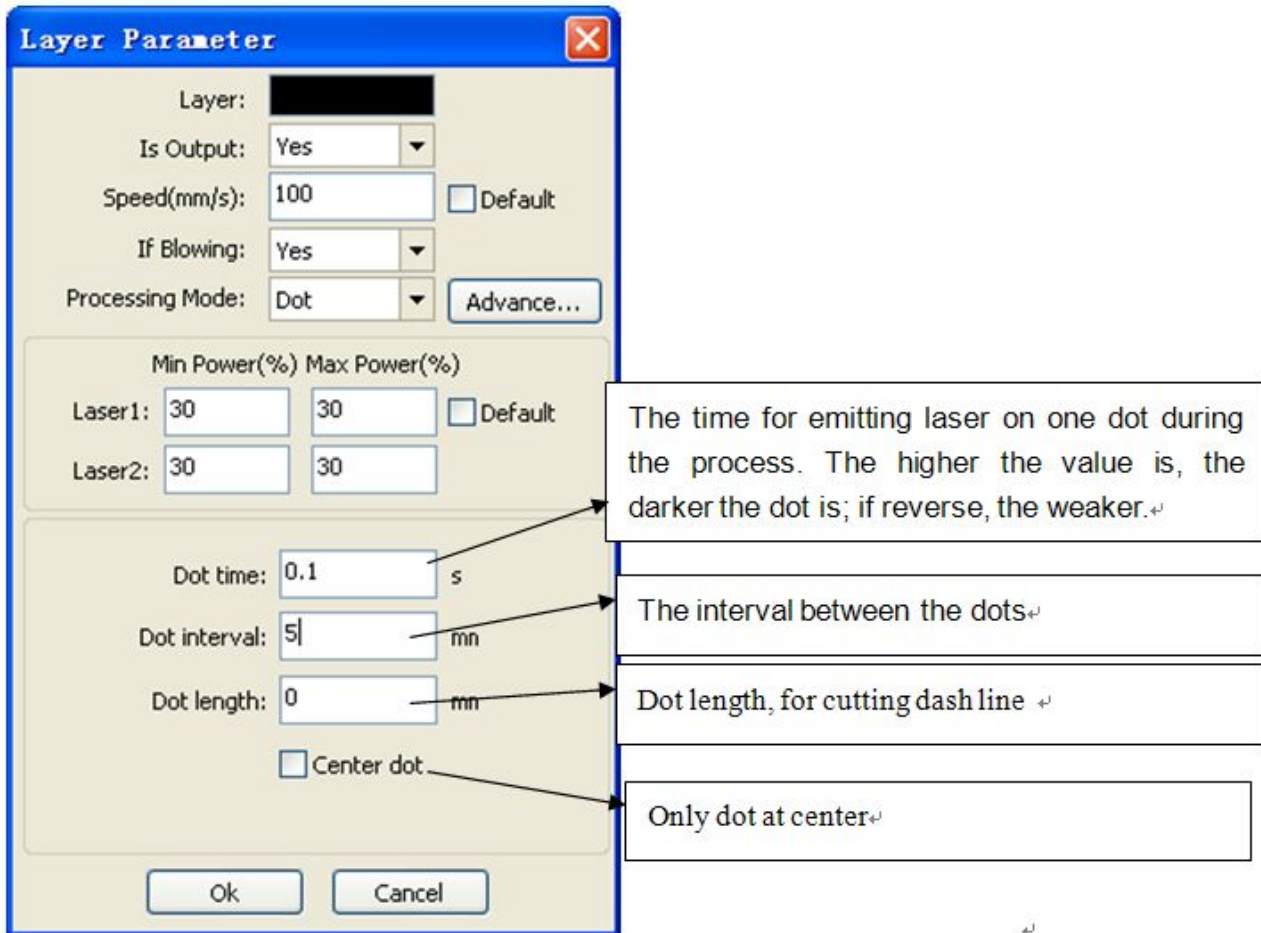 Layer Parameter
Layer:
Is Output: Yes
Speed(mm/s): 100 Default
If Blowing: Yes
Processing Mode: Dot Advance...
Min Power(%) Max Power(%)
Laser1: 30 30 Default
Laser2: 30 30
The time for emitting laser on one dot during
the process. The higher the value is, the
darker the dot is; if reverse, the weaker.
Dot time: 0.1 s
The interval between the dots
Dot interval: 5 mn
Dot length: 0 mn
Dot length, for cutting dash line
Center dot
Only dot at center
Ok Cancel